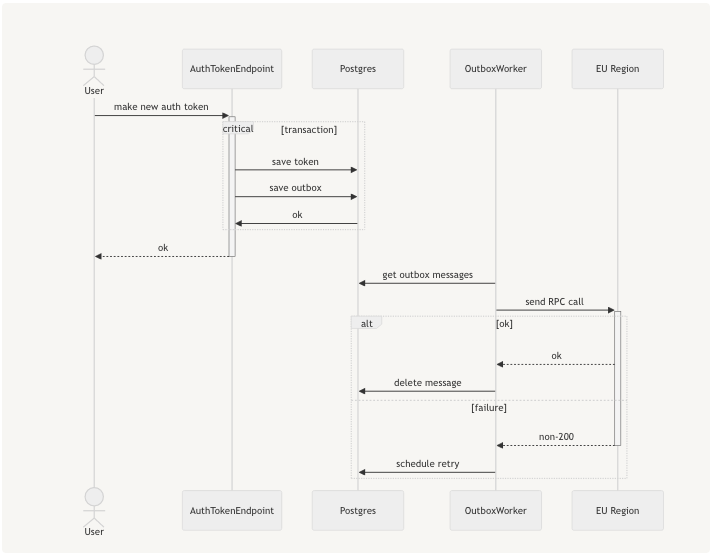 User
AuthTokenEndpoint
Postgres
OutboxWorker
EU Region
make new auth token
critical
[transaction]
save token
save outbox
ok
ok
get outbox messages
send RPC call
alt
[ok]
ok
delete message
[failure]
non-200
schedule retry
User
AuthTokenEndpoint
Postgres
OutboxWorker
EU Region